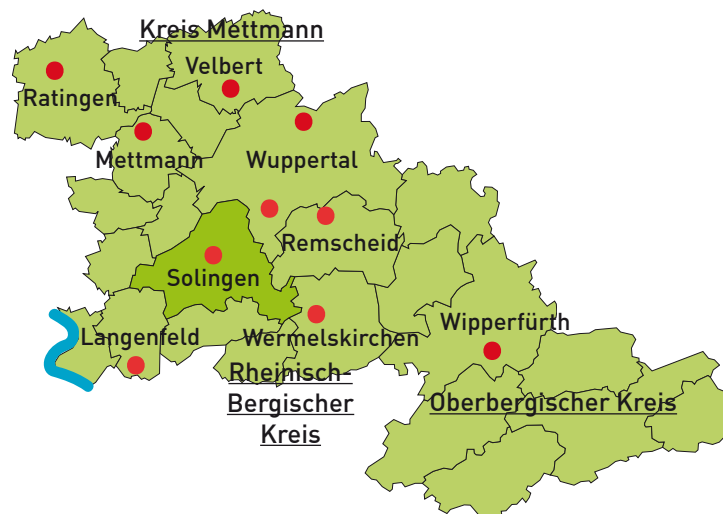 Kreis Mettmann
Velbert
Ratingen
Mettmann
Wuppertal
Remscheid
Solingen
Wipperfürth
Langenfeld
Wermelskirchen
Rheinisch-
Bergischer
Kreis
Oberbergischer Kreis